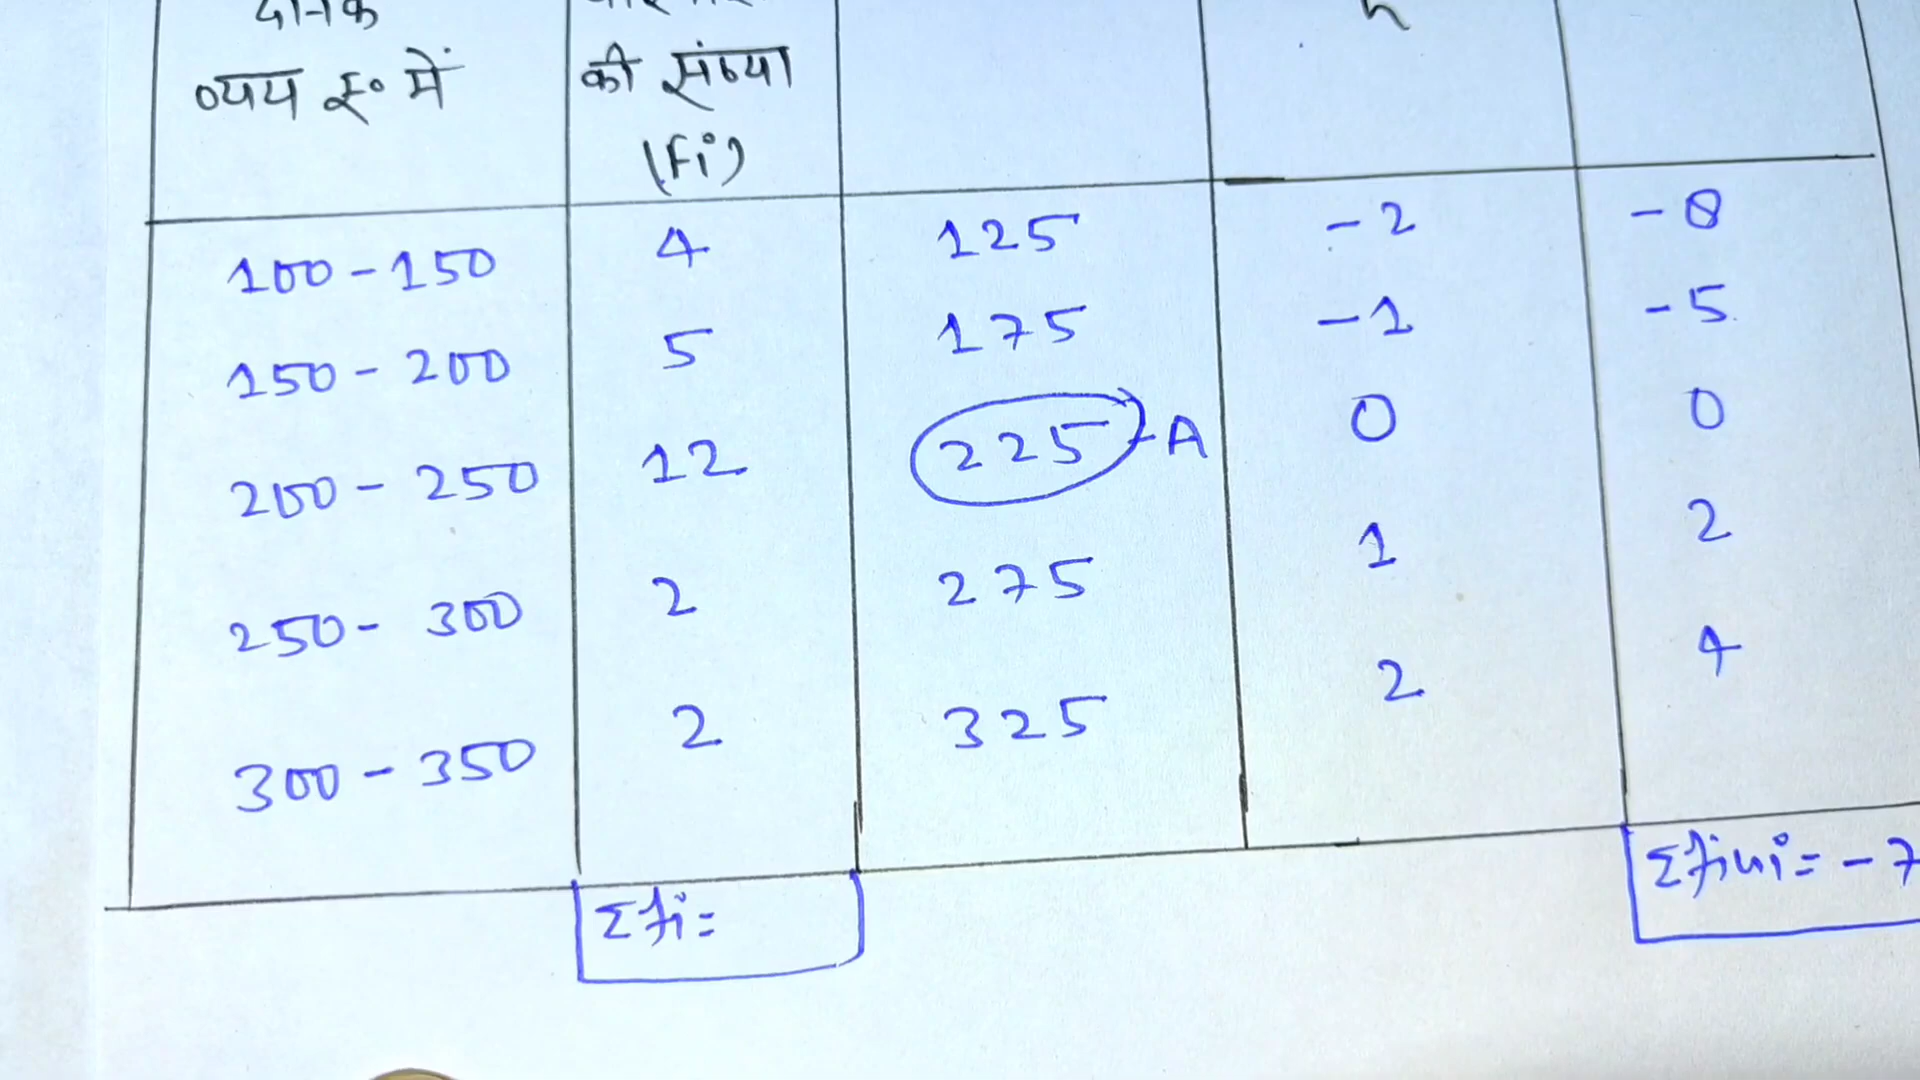 व्यय रु० में
की संख्या
(fi)
h
100-150 4 125 -2 -8
150-200 5 175 -1 -5
200-250 12 225-A 0 0
250-300 2 275 1 2
300-350 2 325 2 4
Σfi=
Σfiui=-7